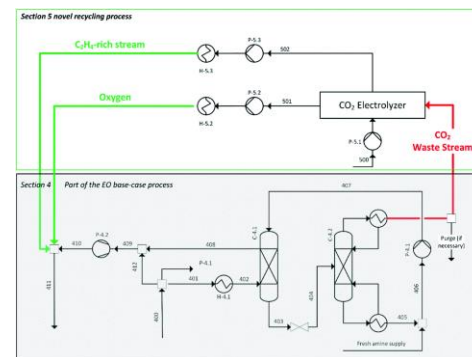 Section 5 novel recycling process
C₂H₄-rich stream
P-5.3
502
H-5.3
Oxygen
P-5.2
501
H-5.2
CO₂ Electrolyzer
P-5.1
500
CO₂
Waste Stream
Section 4 Part of the EO base-case process
407
P-4.2
410
409
408
C-4.1
C-4.2
Purge (if
necessary)
P-4.1
412
P-4.1
401
402
H-4.1
404
406
411
400
403
405
Fresh amine supply